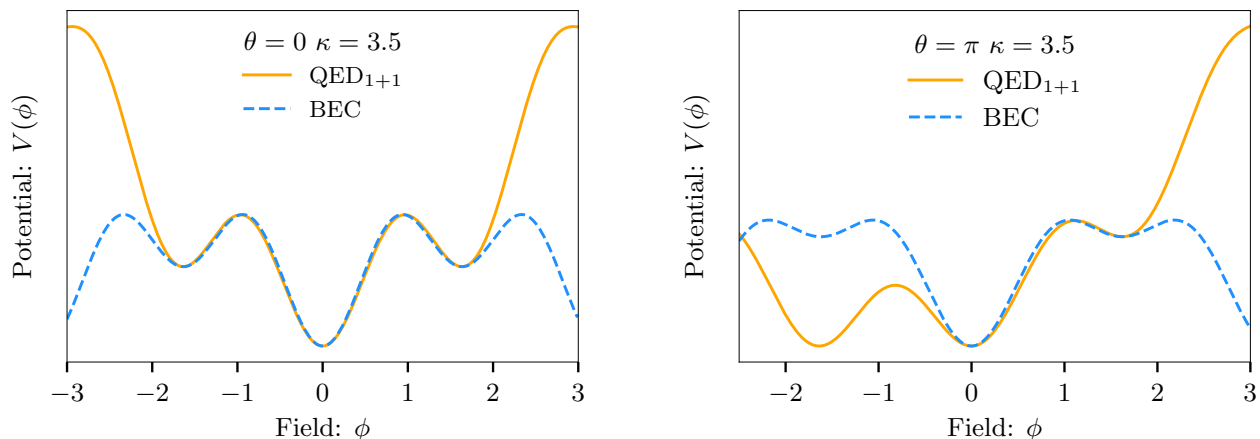 θ = 0 κ = 3.5
QED₁₊₁
BEC
Potential: V(ϕ)
−3 −2 −1 0 1 2 3
Field: ϕ
θ = π κ = 3.5
QED₁₊₁
BEC
Potential: V(ϕ)
−2 −1 0 1 2 3
Field: ϕ